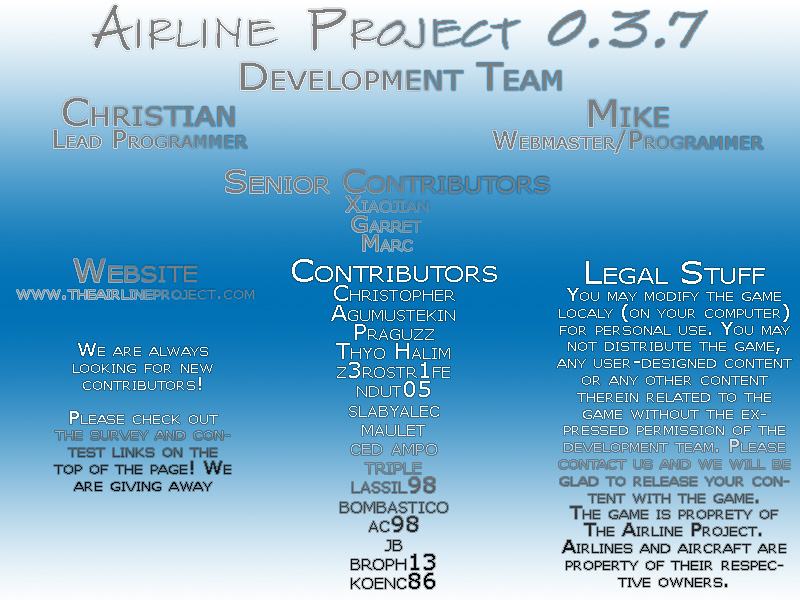 Airline Project 0.3.7
Development Team
Christian
Lead Programmer
Mike
Webmaster/Programmer
Senior Contributors
Xiaojian
Garret
Marc
Website
www.theairlineproject.com
We are always
looking for new
contributors!
Please check out
the survey and con-
test links on the
top of the page! We
are giving away
Contributors
Christopher
Agumustekin
Praguzz
Thyo Halim
z3rostr1fe
ndut05
slabyalec
maulet
ced ampo
triple
lassil98
bombastico
ac98
jb
broph13
koenc86
Legal Stuff
You may modify the game
localy (on your computer)
for personal use. You may
not distribute the game,
any user-designed content
or any other content
therein related to the
game without the ex-
pressed permission of the
development team. Please
contact us and we will be
glad to release your con-
tent with the game.
The game is proprety of
The Airline Project.
Airlines and aircraft are
property of their respec-
tive owners.